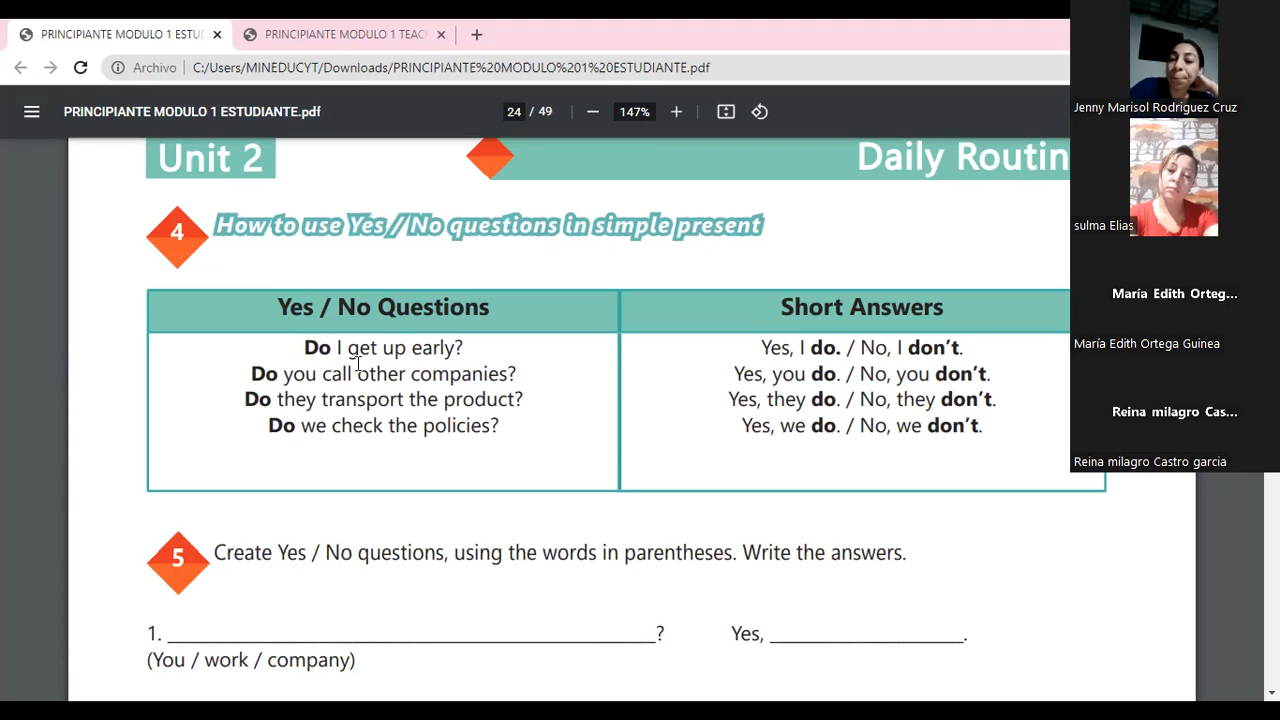 PRINCIPIANTE MODULO 1 ESTU
PRINCIPIANTE MODULO 1 TEAC
Archivo
C:/Users/MINEDUCYT/Downloads/PRINCIPIANTE%20MODULO%201%20ESTUDIANTE.pdf
PRINCIPIANTE MODULO 1 ESTUDIANTE.pdf
24 / 49
147%
Unit 2
Daily Routin
4
How to use Yes / No questions in simple present
Yes / No Questions
Short Answers
Do I get up early?
Yes, I do. / No, I don't.
Do you call other companies?
Yes, you do. / No, you don't.
Do they transport the product?
Yes, they do. / No, they don't.
Do we check the policies?
Yes, we do. / No, we don't.
5
Create Yes / No questions, using the words in parentheses. Write the answers.
1. ______________________________?
Yes, ____________________.
(You / work / company)
Jenny Marisol Rodríguez Cruz
sulma Elias
María Edith Orteg...
María Edith Ortega Guinea
Reina milagro Cas...
Reina milagro Castro garcia